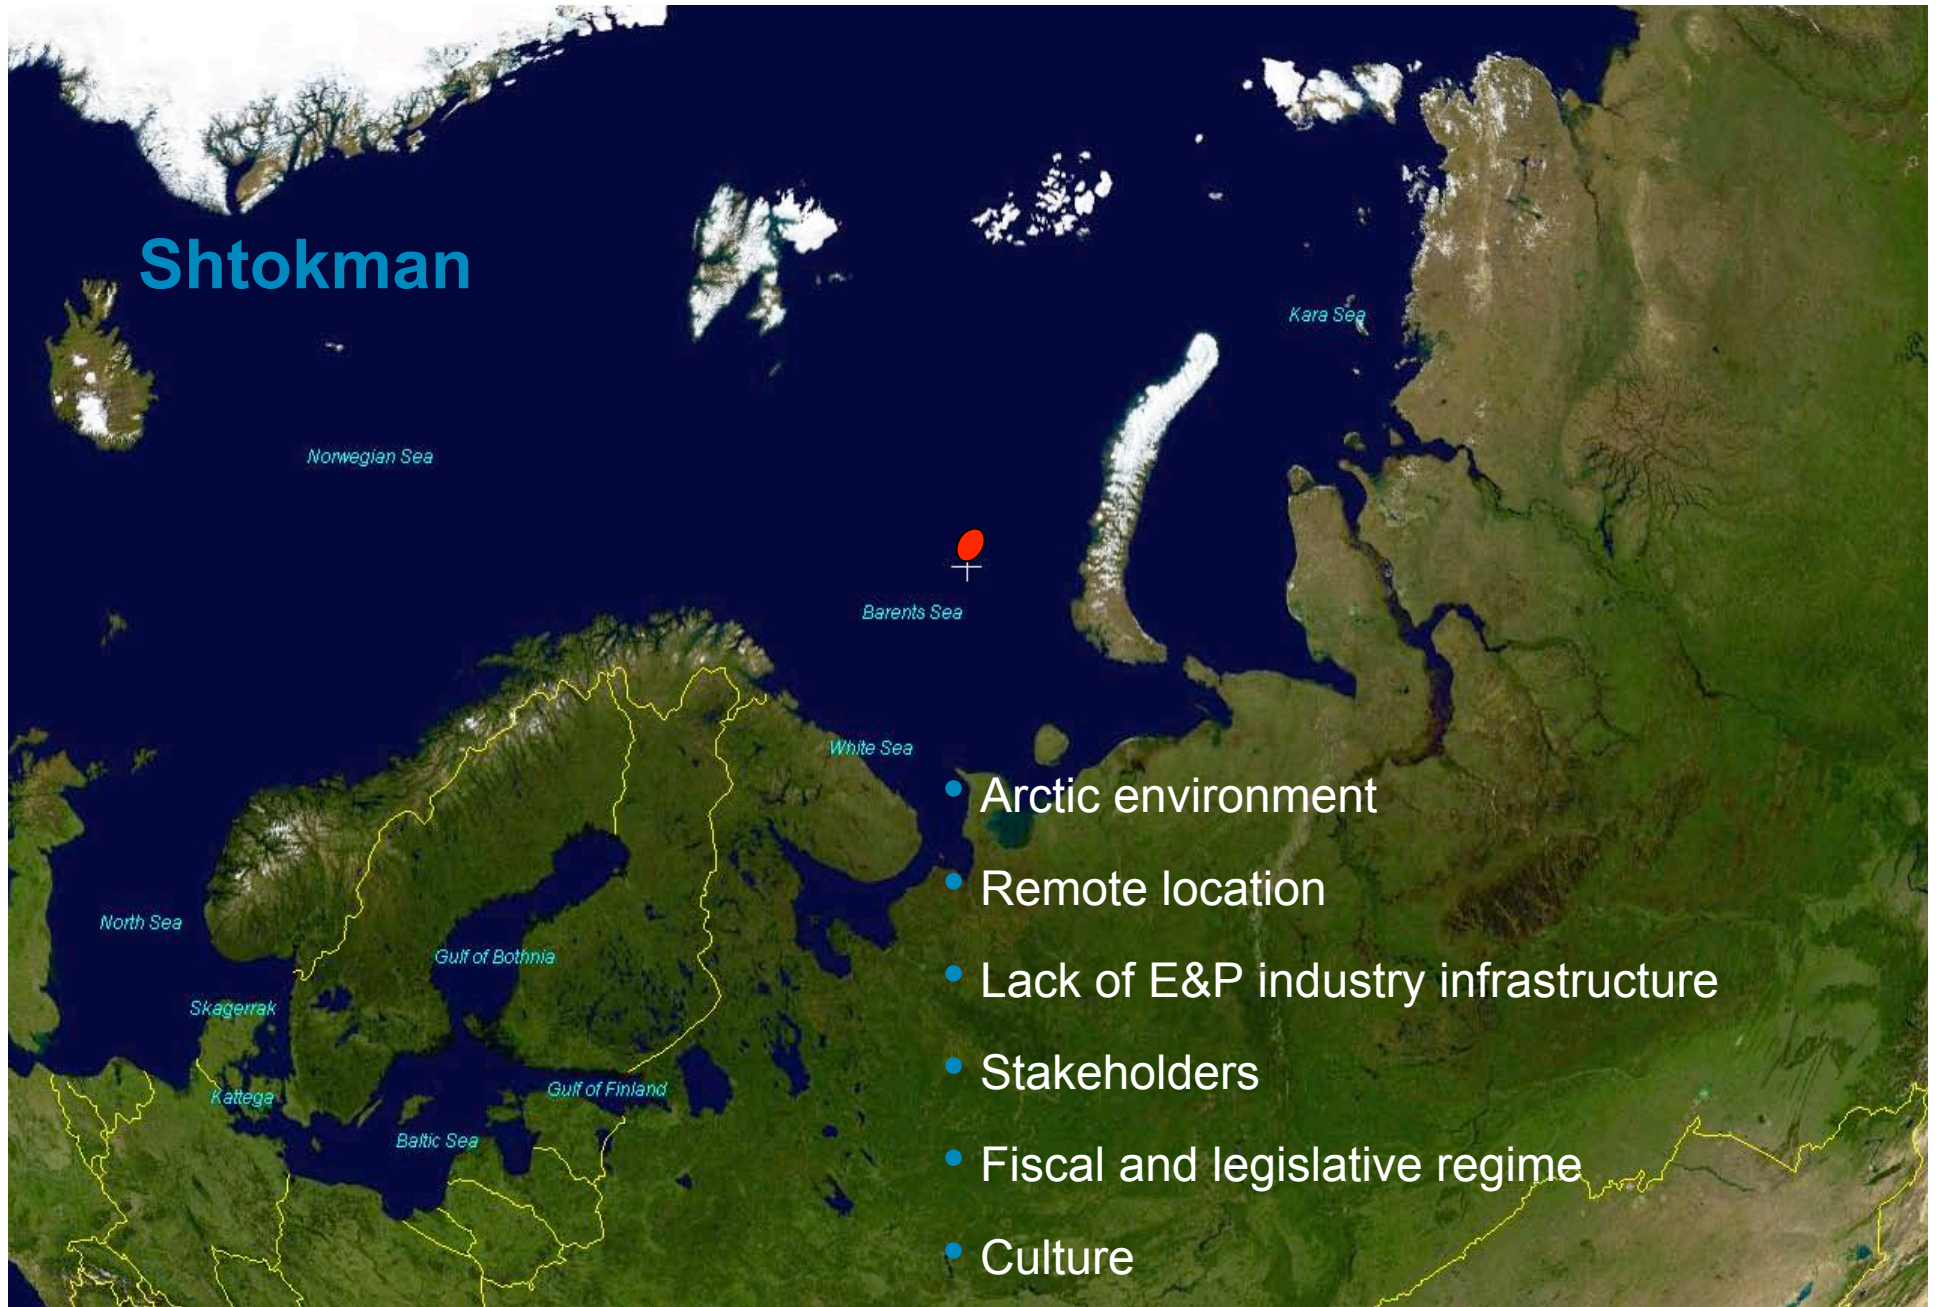 Shtokman
Kara Sea
Norwegian Sea
Barents Sea
White Sea
• Arctic environment
• Remote location
North Sea
Gulf of Bothnia
• Lack of E&P industry infrastructure
Skagerrak
• Stakeholders
Gulf of Finland
Kattega
Baltic Sea
• Fiscal and legislative regime
• Culture